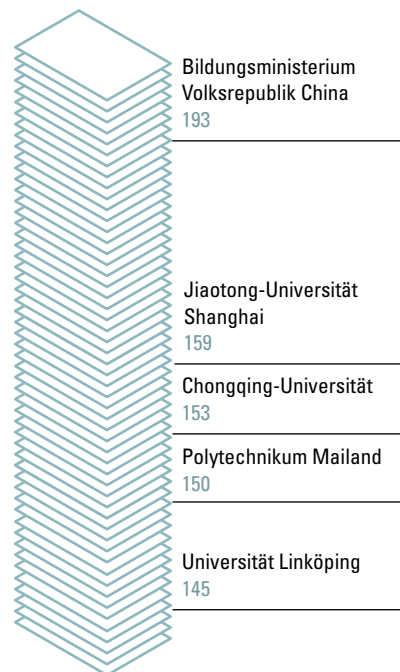 Bildungsministerium
Volksrepublik China
193
Jiaotong-Universität
Shanghai
159
Chongqing-Universität
153
Polytechnikum Mailand
150
Universität Linköping
145